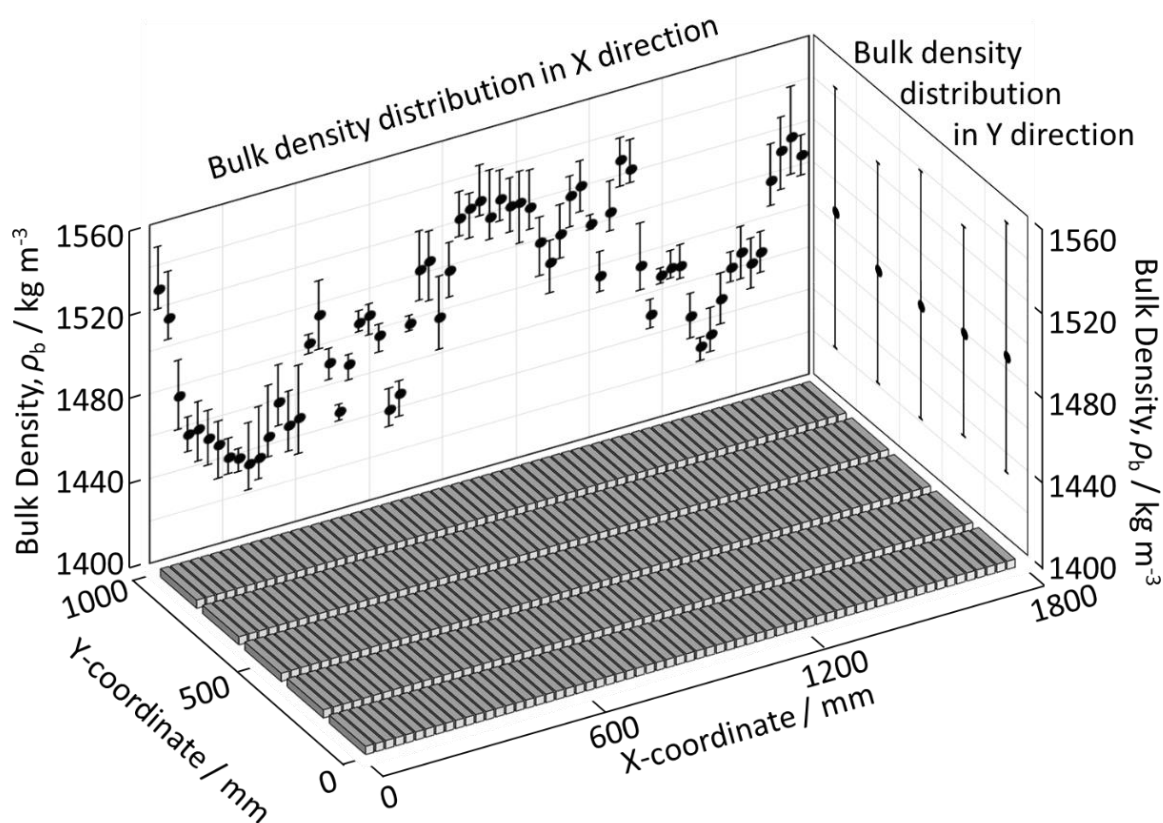 Bulk density distribution in X direction
Bulk density
distribution
in Y direction
Bulk Density, ρb / kg m-3
1560
1520
1480
1440
1400
1560
1520
1480
1440
1400
Bulk Density, ρb / kg m-3
1000
500
0
Y-coordinate / mm
0
600
1200
1800
X-coordinate / mm